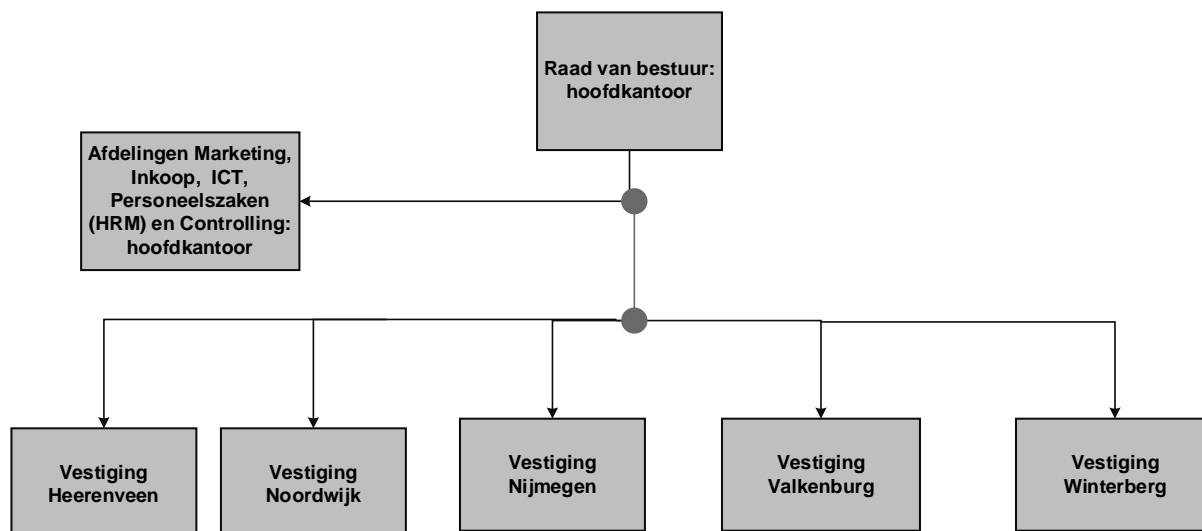 Raad van bestuur:
hoofdkantoor
Afdelingen Marketing,
Inkoop, ICT,
Personeelszaken
(HRM) en Controlling:
hoofdkantoor
Vestiging
Heerenveen
Vestiging
Noordwijk
Vestiging
Nijmegen
Vestiging
Valkenburg
Vestiging
Winterberg